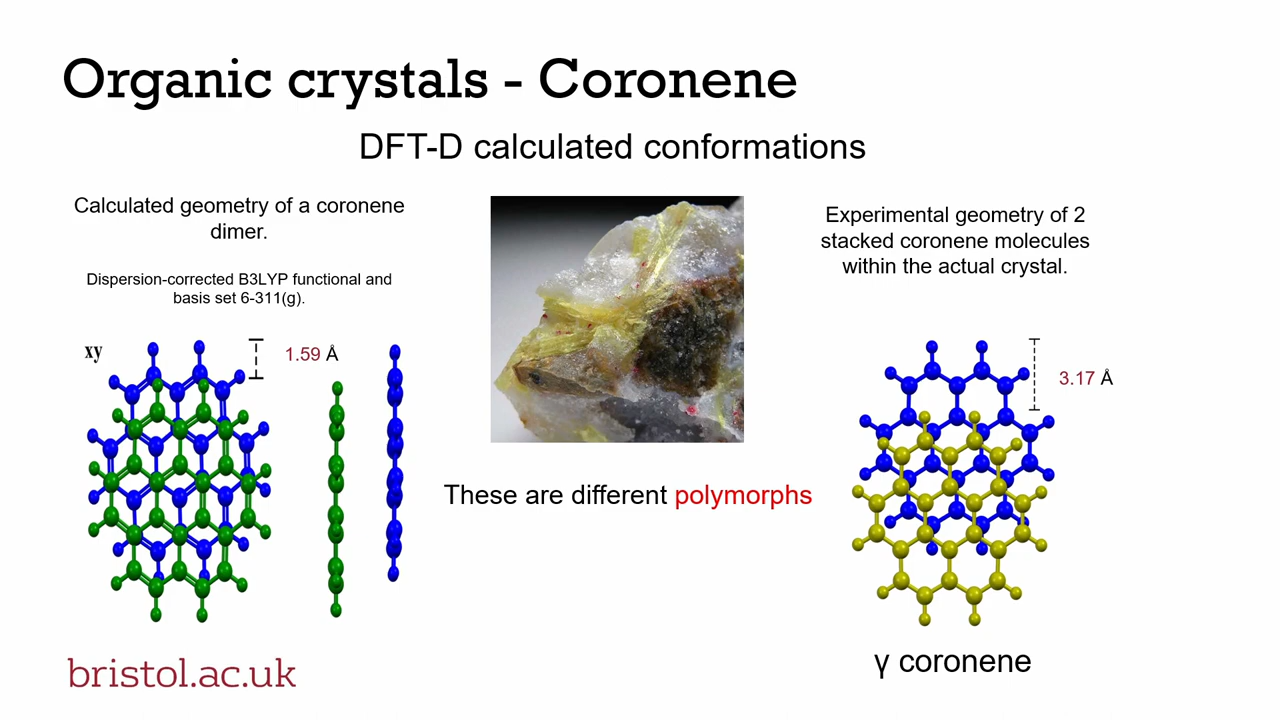 Organic crystals - Coronene
DFT-D calculated conformations
Calculated geometry of a coronene
dimer.
Dispersion-corrected B3LYP functional and
basis set 6-311(g).
xy
1.59 Å
These are different polymorphs
Experimental geometry of 2
stacked coronene molecules
within the actual crystal.
3.17 Å
γ coronene
bristol.ac.uk